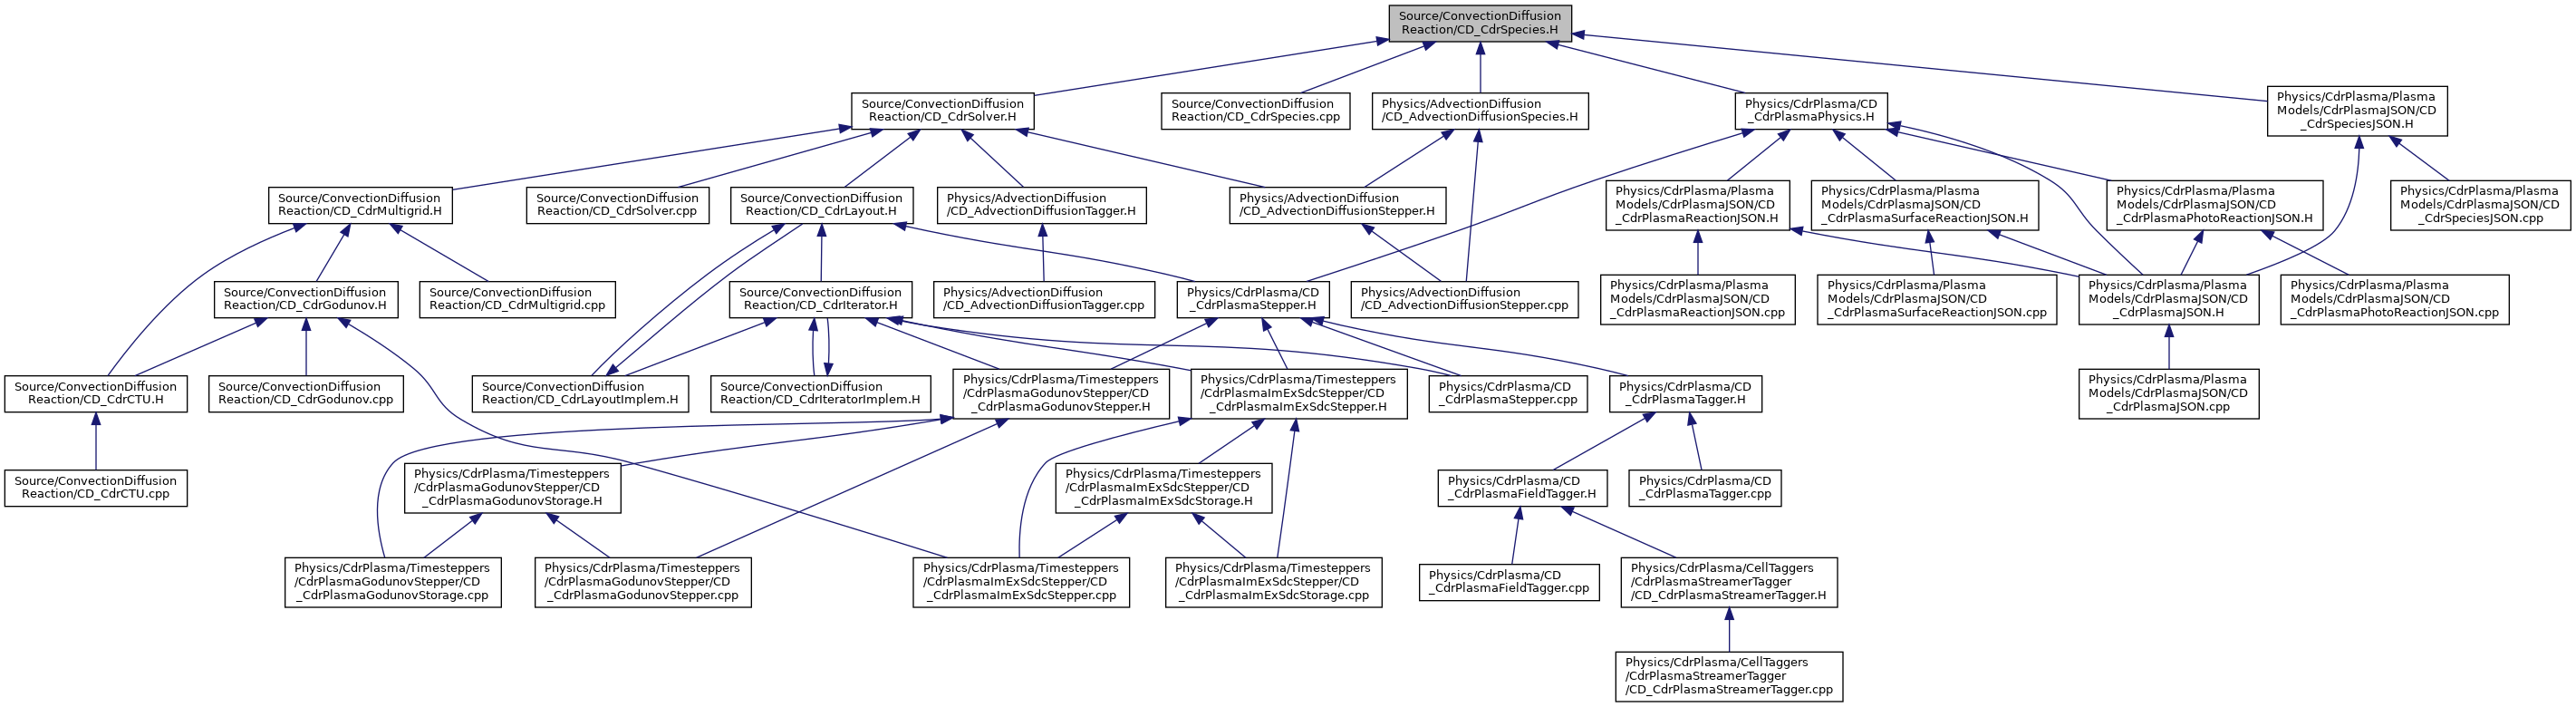 Source/ConvectionDiffusion
Reaction/CD_CdrSpecies.H
Source/ConvectionDiffusion
Reaction/CD_CdrSolver.H
Source/ConvectionDiffusion
Reaction/CD_CdrSpecies.cpp
Physics/AdvectionDiffusion
/CD_AdvectionDiffusionSpecies.H
Physics/CdrPlasma/CD
_CdrPlasmaPhysics.H
Physics/CdrPlasma/Plasma
Models/CdrPlasmaJSON/CD
_CdrSpeciesJSON.H
Source/ConvectionDiffusion
Reaction/CD_CdrMultigrid.H
Source/ConvectionDiffusion
Reaction/CD_CdrSolver.cpp
Source/ConvectionDiffusion
Reaction/CD_CdrLayout.H
Physics/AdvectionDiffusion
/CD_AdvectionDiffusionTagger.H
Physics/AdvectionDiffusion
/CD_AdvectionDiffusionStepper.H
Physics/CdrPlasma/Plasma
Models/CdrPlasmaJSON/CD
_CdrPlasmaReactionJSON.H
Physics/CdrPlasma/Plasma
Models/CdrPlasmaJSON/CD
_CdrPlasmaSurfaceReactionJSON.H
Physics/CdrPlasma/Plasma
Models/CdrPlasmaJSON/CD
_CdrPlasmaPhotoReactionJSON.H
Physics/CdrPlasma/Plasma
Models/CdrPlasmaJSON/CD
_CdrSpeciesJSON.cpp
Source/ConvectionDiffusion
Reaction/CD_CdrGodunov.H
Source/ConvectionDiffusion
Reaction/CD_CdrMultigrid.cpp
Source/ConvectionDiffusion
Reaction/CD_CdrIterator.H
Physics/AdvectionDiffusion
/CD_AdvectionDiffusionTagger.cpp
Physics/CdrPlasma/CD
_CdrPlasmaStepper.H
Physics/AdvectionDiffusion
/CD_AdvectionDiffusionStepper.cpp
Physics/CdrPlasma/Plasma
Models/CdrPlasmaJSON/CD
_CdrPlasmaReactionJSON.cpp
Physics/CdrPlasma/Plasma
Models/CdrPlasmaJSON/CD
_CdrPlasmaSurfaceReactionJSON.cpp
Physics/CdrPlasma/Plasma
Models/CdrPlasmaJSON/CD
_CdrPlasmaJSON.H
Physics/CdrPlasma/Plasma
Models/CdrPlasmaJSON/CD
_CdrPlasmaPhotoReactionJSON.cpp
Source/ConvectionDiffusion
Reaction/CD_CdrCTU.H
Source/ConvectionDiffusion
Reaction/CD_CdrGodunov.cpp
Source/ConvectionDiffusion
Reaction/CD_CdrLayoutImplem.H
Source/ConvectionDiffusion
Reaction/CD_CdrIteratorImplem.H
Physics/CdrPlasma/Timesteppers
/CdrPlasmaGodunovStepper/CD
_CdrPlasmaGodunovStepper.H
Physics/CdrPlasma/Timesteppers
/CdrPlasmaImExSdcStepper/CD
_CdrPlasmaImExSdcStepper.H
Physics/CdrPlasma/CD
_CdrPlasmaStepper.cpp
Physics/CdrPlasma/CD
_CdrPlasmaTagger.H
Physics/CdrPlasma/Plasma
Models/CdrPlasmaJSON/CD
_CdrPlasmaJSON.cpp
Source/ConvectionDiffusion
Reaction/CD_CdrCTU.cpp
Physics/CdrPlasma/Timesteppers
/CdrPlasmaGodunovStepper/CD
_CdrPlasmaGodunovStorage.H
Physics/CdrPlasma/Timesteppers
/CdrPlasmaImExSdcStepper/CD
_CdrPlasmaImExSdcStorage.H
Physics/CdrPlasma/CD
_CdrPlasmaFieldTagger.H
Physics/CdrPlasma/CD
_CdrPlasmaTagger.cpp
Physics/CdrPlasma/Timesteppers
/CdrPlasmaGodunovStepper/CD
_CdrPlasmaGodunovStorage.cpp
Physics/CdrPlasma/Timesteppers
/CdrPlasmaGodunovStepper/CD
_CdrPlasmaGodunovStepper.cpp
Physics/CdrPlasma/Timesteppers
/CdrPlasmaImExSdcStepper/CD
_CdrPlasmaImExSdcStepper.cpp
Physics/CdrPlasma/Timesteppers
/CdrPlasmaImExSdcStepper/CD
_CdrPlasmaImExSdcStorage.cpp
Physics/CdrPlasma/CD
_CdrPlasmaFieldTagger.cpp
Physics/CdrPlasma/CellTaggers
/CdrPlasmaStreamerTagger
/CD_CdrPlasmaStreamerTagger.H
Physics/CdrPlasma/CellTaggers
/CdrPlasmaStreamerTagger
/CD_CdrPlasmaStreamerTagger.cpp